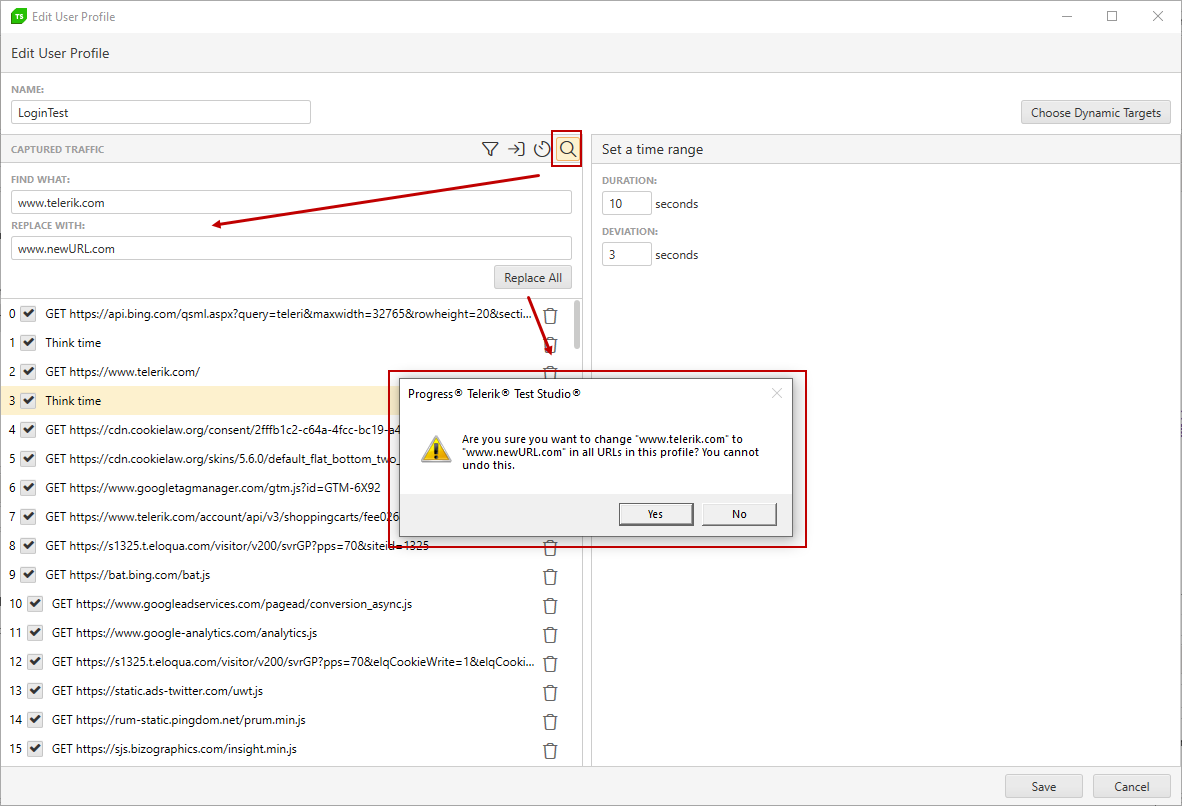 TS Edit User Profile
Edit User Profile
NAME:
LoginTest
Choose Dynamic Targets
CAPTURED TRAFFIC
Set a time range
FIND WHAT:
www.telerik.com
REPLACE WITH:
www.newURL.com
Replace All
DURATION:
10 seconds
DEVIATION:
3 seconds
0 GET https://api.bing.com/qsml.aspx?query=teleri&maxwidth=32765&rowheight=20&secti...
1 Think time
2 GET https://www.telerik.com/
3 Think time
4 GET https://cdn.cookielaw.org/consent/2fffb1c2-c64a-4fcc-bc19-a4
5 GET https://cdn.cookielaw.org/skins/5.6.0/default_flat_bottom_two_
6 GET https://www.googletagmanager.com/gtm.js?id=GTM-6X92
7 GET https://www.telerik.com/account/api/v3/shoppingcarts/fee026
8 GET https://s1325.t.eloqua.com/visitor/v200/svrGP?pps=70&siteid=1325
9 GET https://bat.bing.com/bat.js
10 GET https://www.googleadservices.com/pagead/conversion_async.js
11 GET https://www.google-analytics.com/analytics.js
12 GET https://s1325.t.eloqua.com/visitor/v200/svrGP?pps=70&elqCookieWrite=1&elqCooki...
13 GET https://static.ads-twitter.com/uwt.js
14 GET https://rum-static.pingdom.net/prum.min.js
15 GET https://sjs.bizographics.com/insight.min.js
Progress® Telerik® Test Studio®
Are you sure you want to change "www.telerik.com" to
"www.newURL.com" in all URLs in this profile? You cannot
undo this.
Yes
No
Save
Cancel